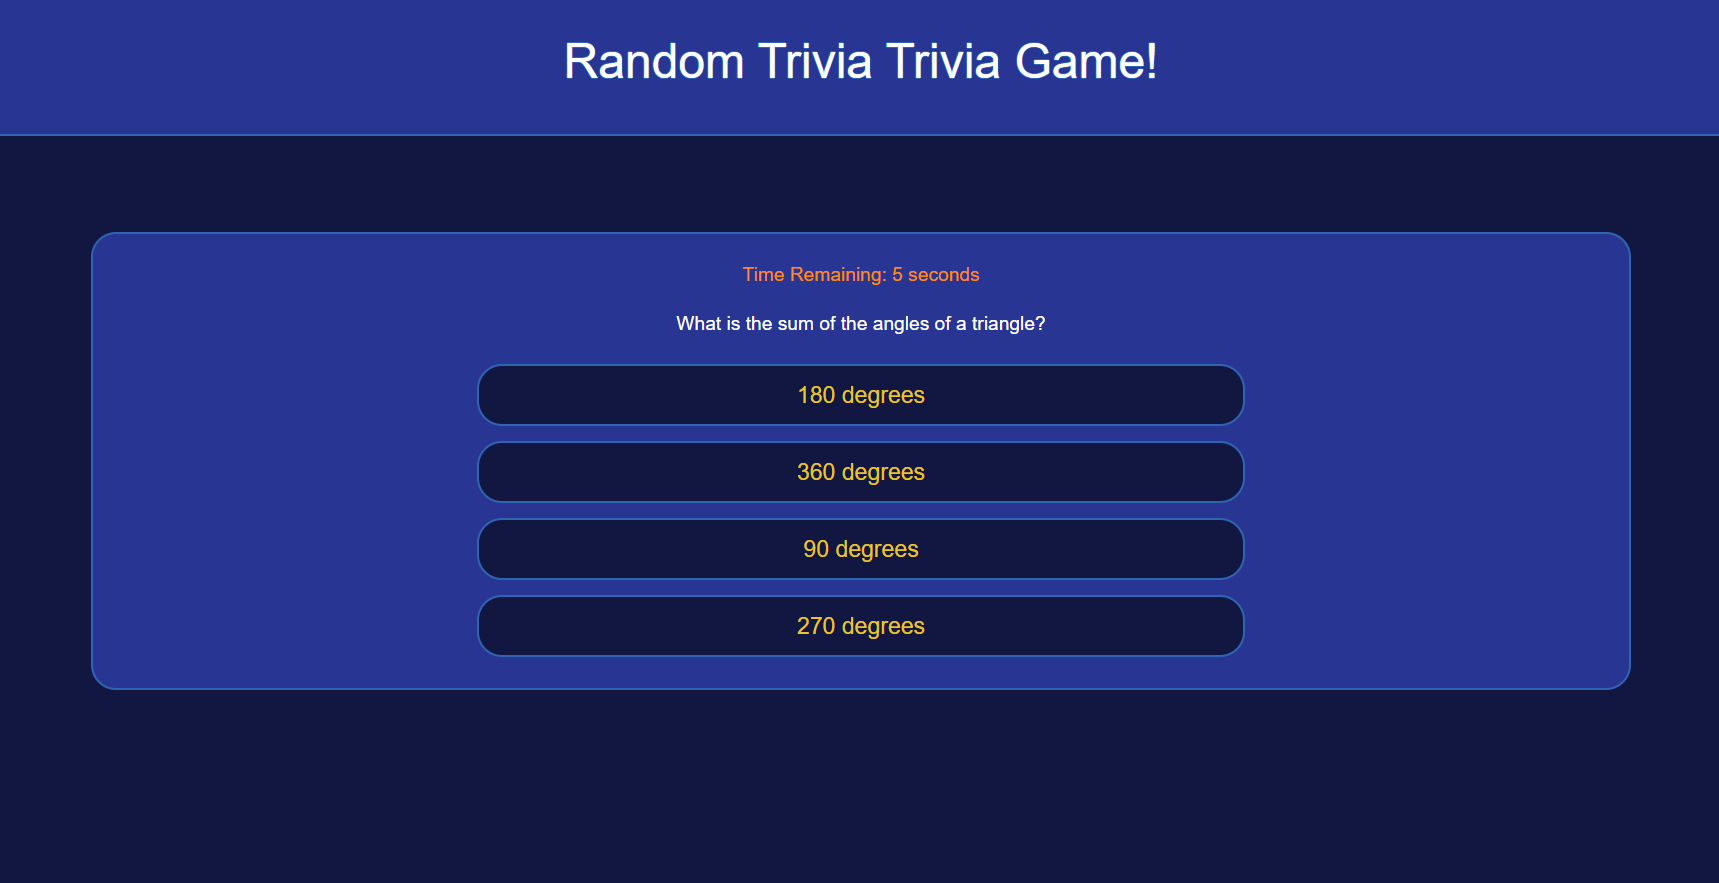 Random Trivia Trivia Game!
Time Remaining: 5 seconds
What is the sum of the angles of a triangle?
180 degrees
360 degrees
90 degrees
270 degrees